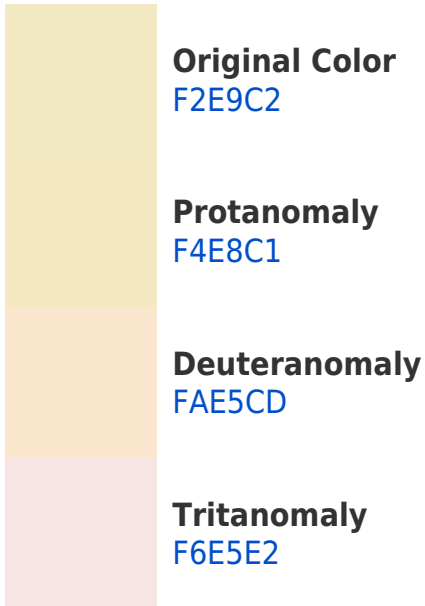 Original Color
F2E9C2
Protanomaly
F4E8C1
Deuteranomaly
FAE5CD
Tritanomaly
F6E5E2